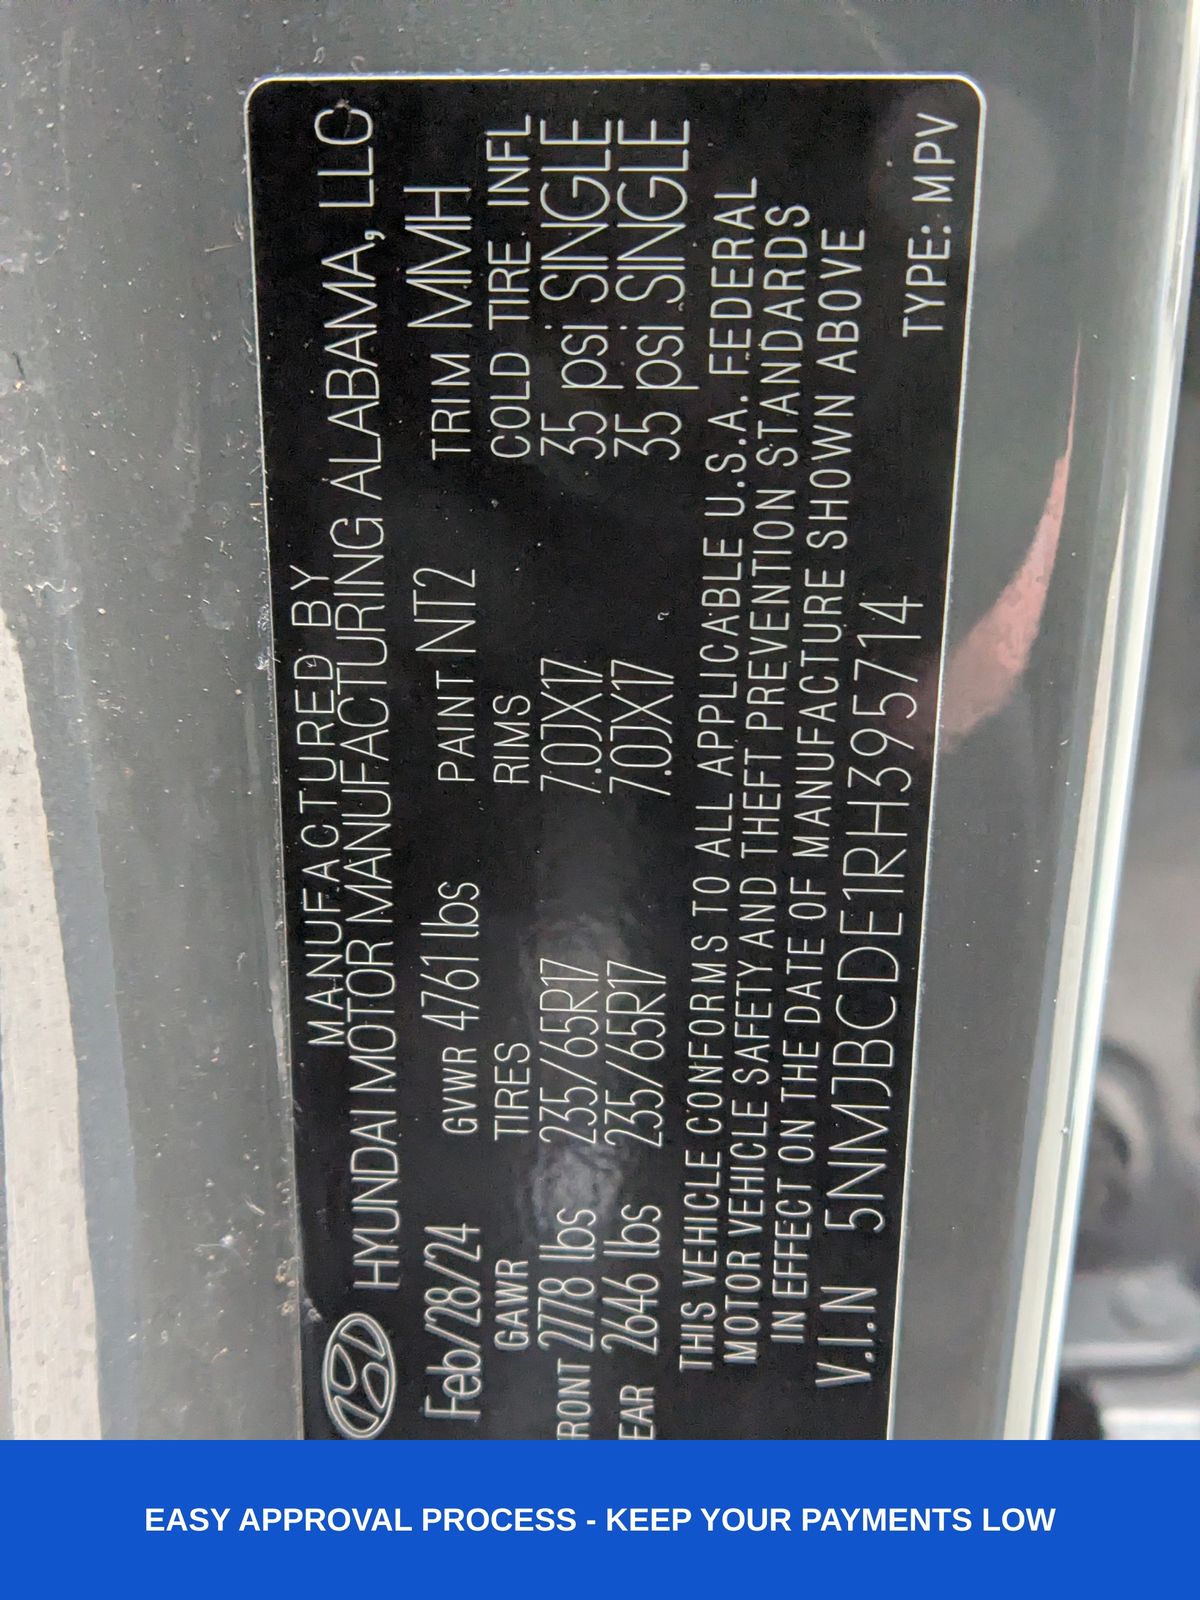 MANUFACTURED BY
HYUNDAI MOTOR MANUFACTURING ALABAMA, LLC
Feb/28/24 GVWR 4761 lbs PAINT NT2 TRIM MMH
GAWR TIRES RIMS COLD TIRE INFL
RONT 2778 lbs 235/65R17 7.0JX17 35 psi SINGLE
EAR 2646 lbs 235/65R17 7.0JX17 35 psi SINGLE
THIS VEHICLE CONFORMS TO ALL APPLICABLE U.S.A. FEDERAL
MOTOR VEHICLE SAFETY AND THEFT PREVENTION STANDARDS
IN EFFECT ON THE DATE OF MANUFACTURE SHOWN ABOVE
V.I.N 5NMJBCDE1RH395714 TYPE: MPV
EASY APPROVAL PROCESS - KEEP YOUR PAYMENTS LOW